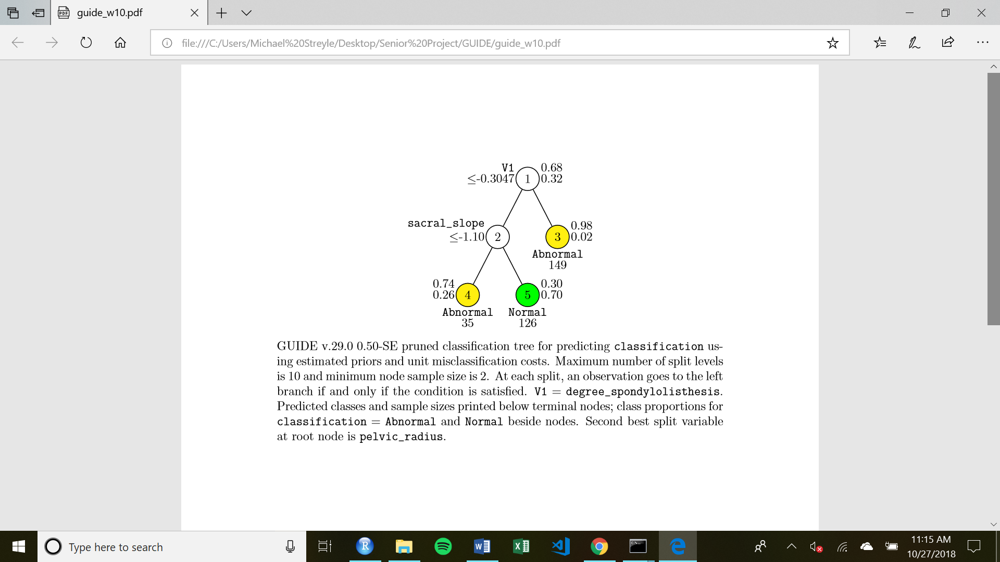 guide_w10.pdf
file:///C:/Users/Michael%20Streyle/Desktop/Senior%20Project/GUIDE/guide_w10.pdf
V1
≤-0.3047
1
0.68
0.32
sacral_slope
≤-1.10
2
3
0.98
0.02
Abnormal
149
0.74
0.26
4
Abnormal
35
5
0.30
0.70
Normal
126
GUIDE v.29.0 0.50-SE pruned classification tree for predicting classification us-
ing estimated priors and unit misclassification costs. Maximum number of split levels
is 10 and minimum node sample size is 2. At each split, an observation goes to the left
branch if and only if the condition is satisfied. V1 = degree_spondylolisthesis.
Predicted classes and sample sizes printed below terminal nodes; class proportions for
classification = Abnormal and Normal beside nodes. Second best split variable
at root node is pelvic_radius.
Type here to search
11:15 AM
10/27/2018